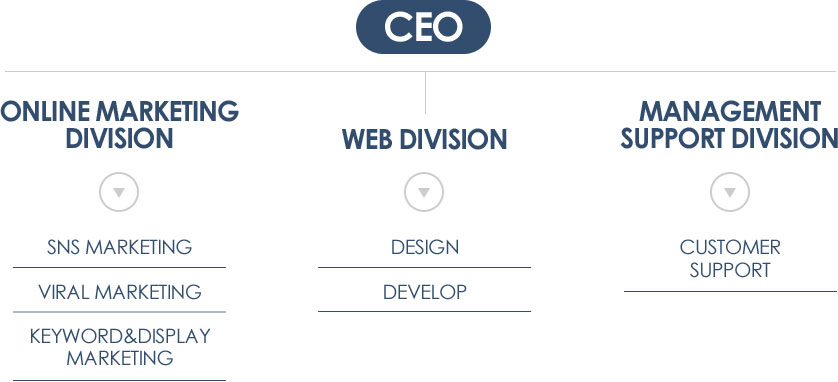 CEO
ONLINE MARKETING
DIVISION
SNS MARKETING
VIRAL MARKETING
KEYWORD&DISPLAY
MARKETING
WEB DIVISION
DESIGN
DEVELOP
MANAGEMENT
SUPPORT DIVISION
CUSTOMER
SUPPORT